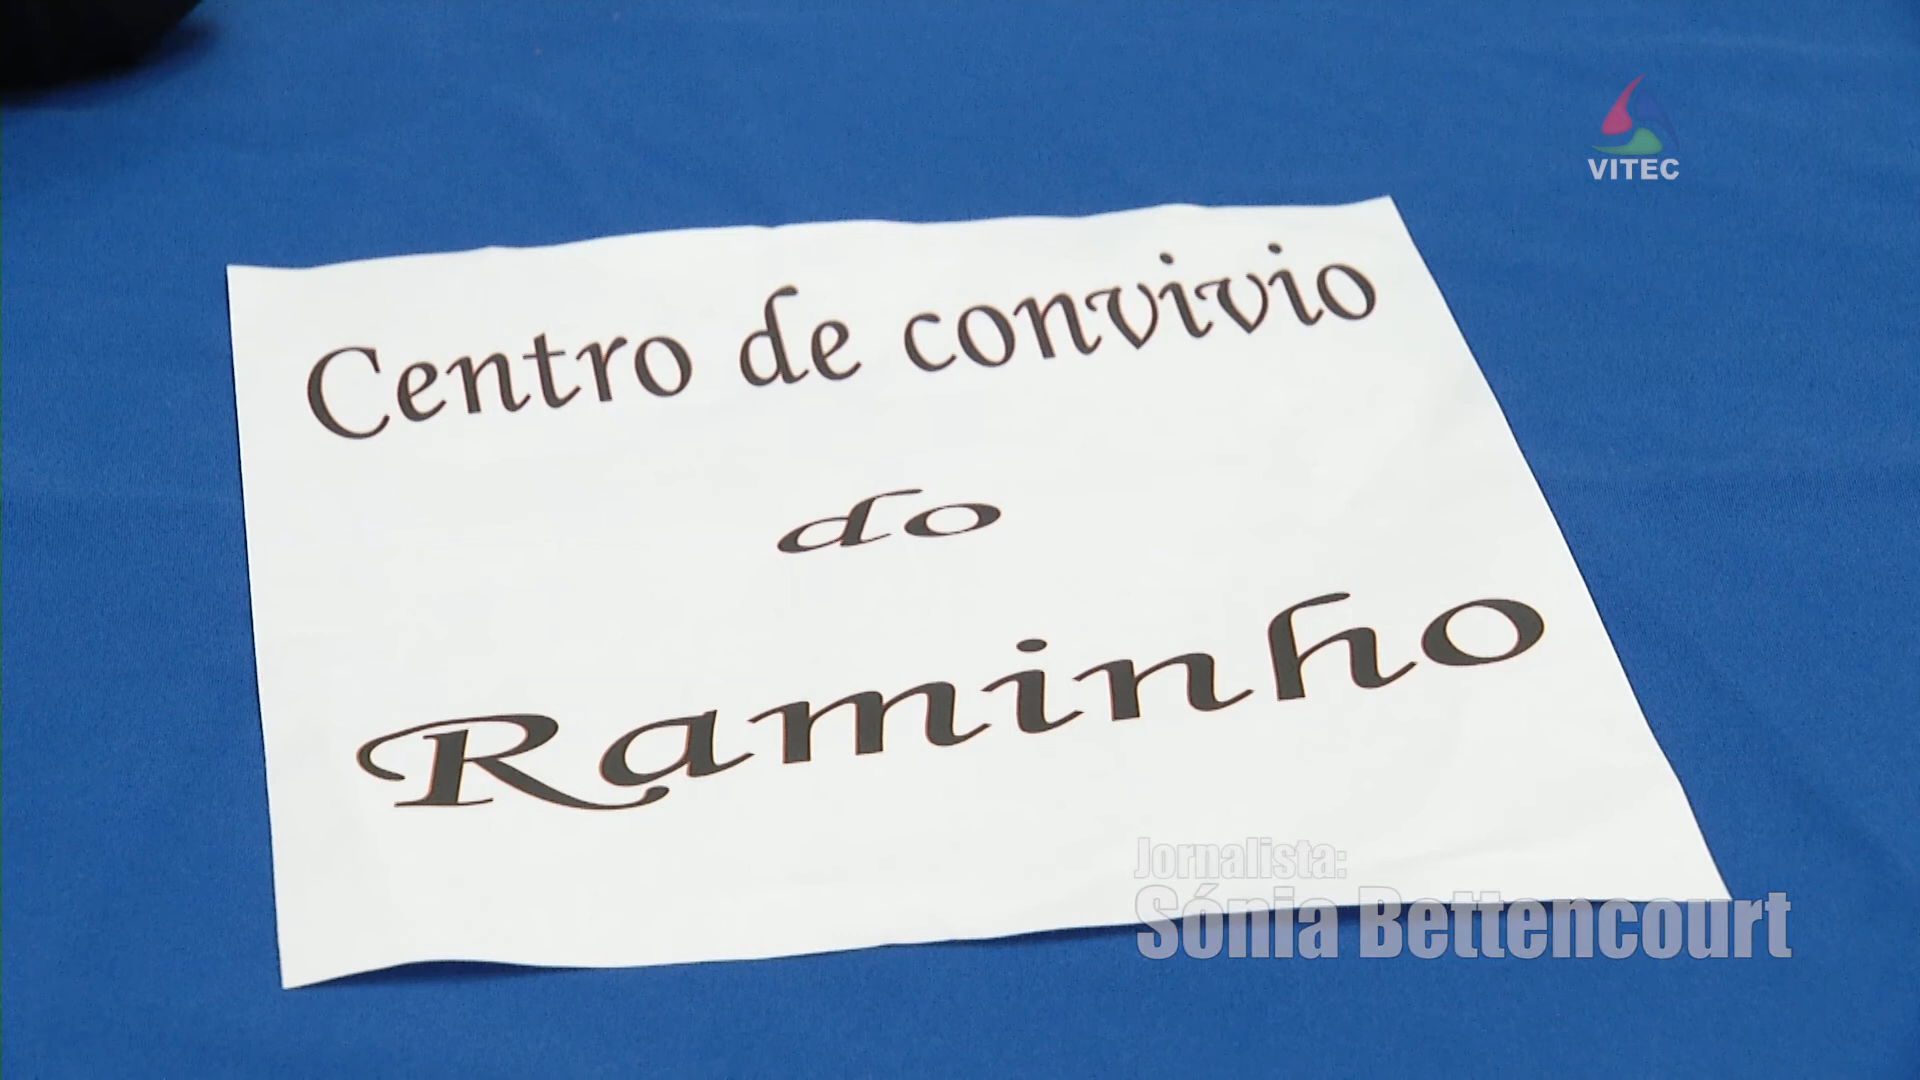 VITEC
Centro de convivio
do
Raminho
Jornalista:
Sónia Bettencourt